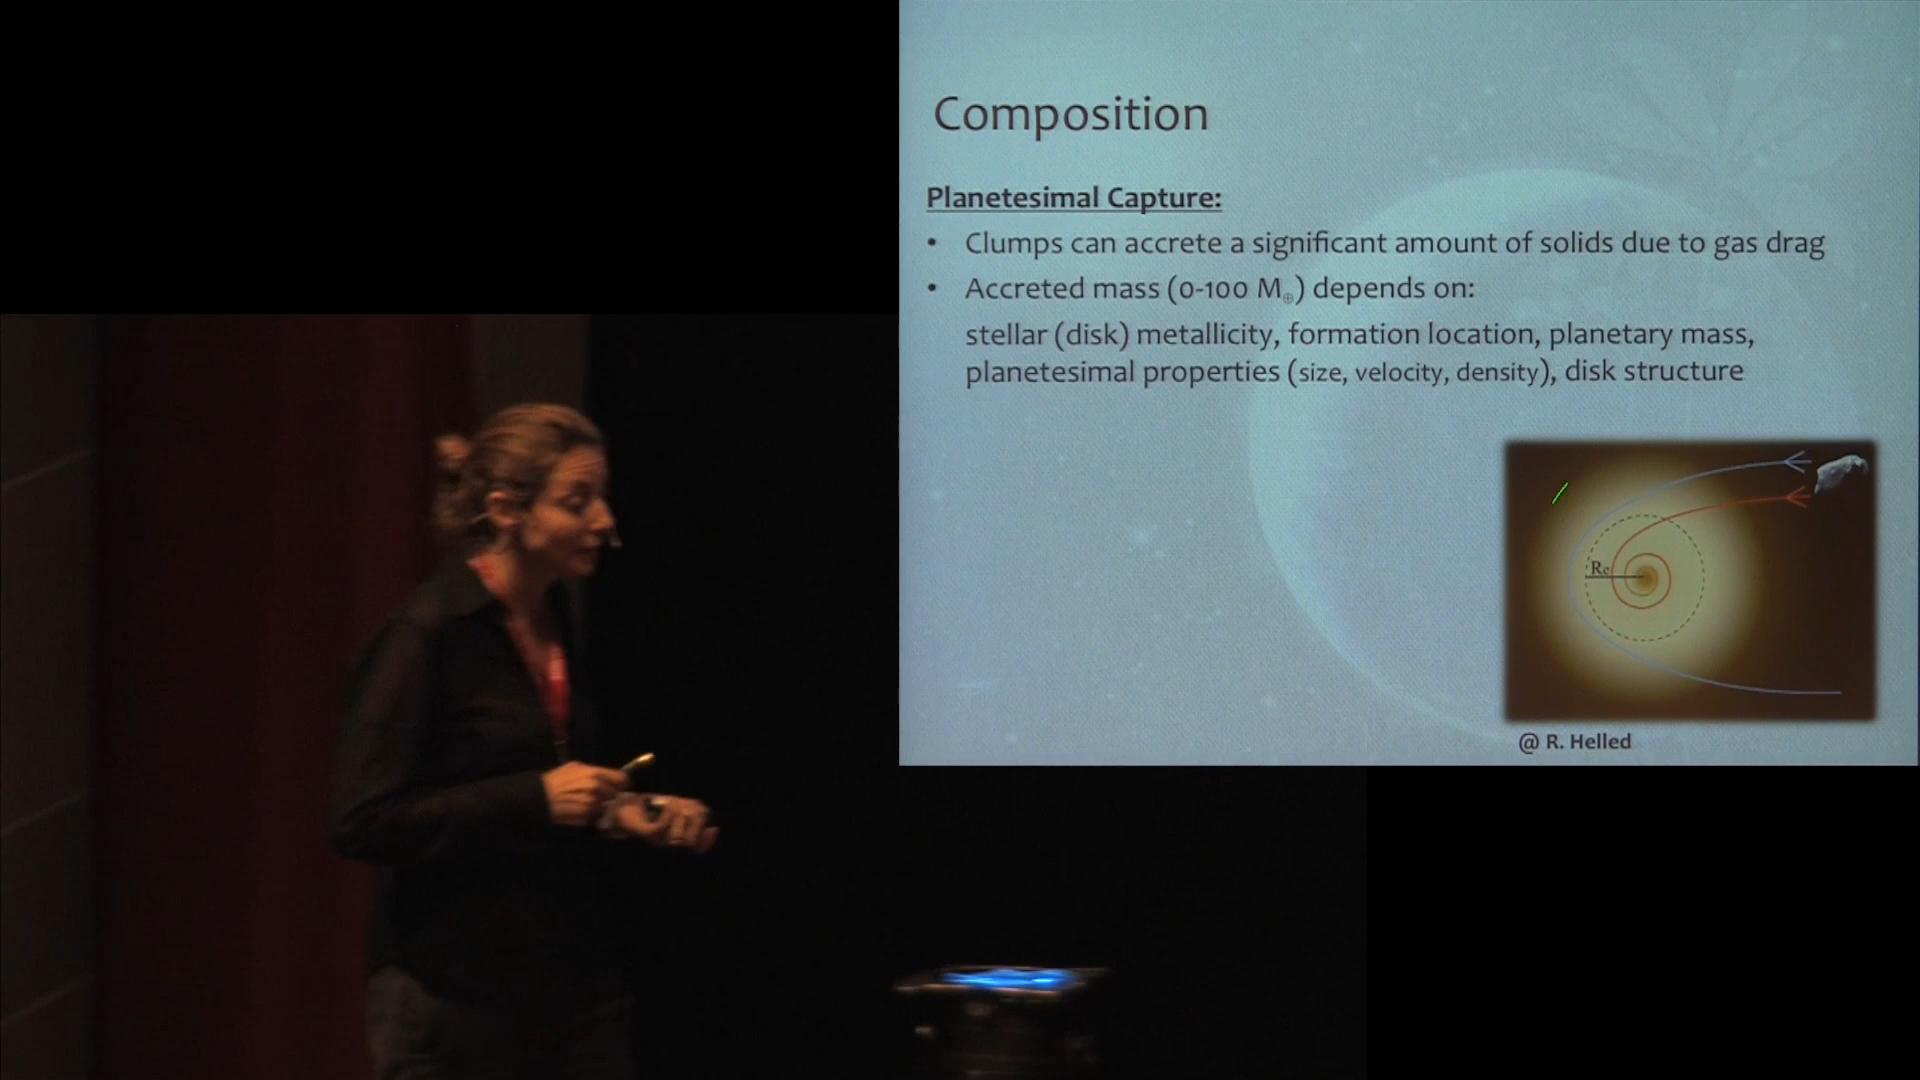 Composition
Planetesimal Capture:
• Clumps can accrete a significant amount of solids due to gas drag
• Accreted mass (0-100 M⊕) depends on:
stellar (disk) metallicity, formation location, planetary mass,
planetesimal properties (size, velocity, density), disk structure
Rc
@ R. Helled